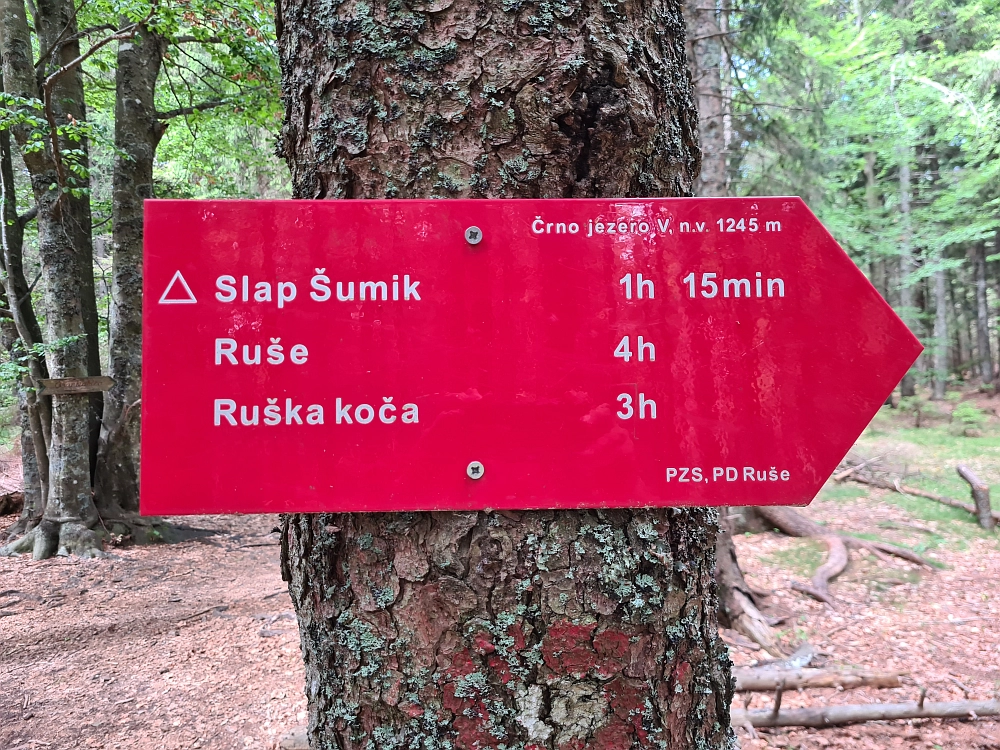 Črno jezero V, n.v. 1245 m
Slap Šumik 1h 15min
Ruše 4h
Ruška koča 3h
PZS, PD Ruše